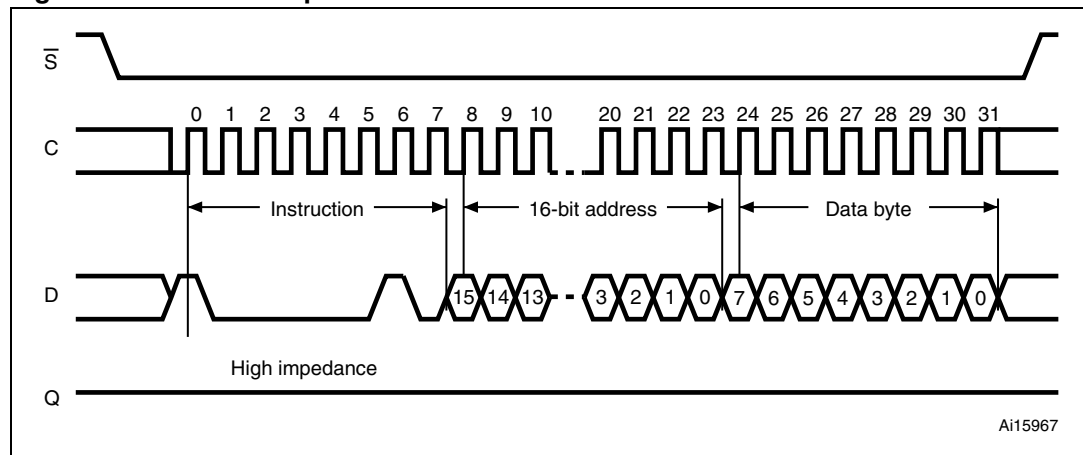 S
0 1 2 3 4 5 6 7 8 9 10 20 21 22 23 24 25 26 27 28 29 30 31
C
Instruction 16-bit address Data byte
D 15 14 13 3 2 1 0 7 6 5 4 3 2 1 0
High impedance
Q
Ai15967